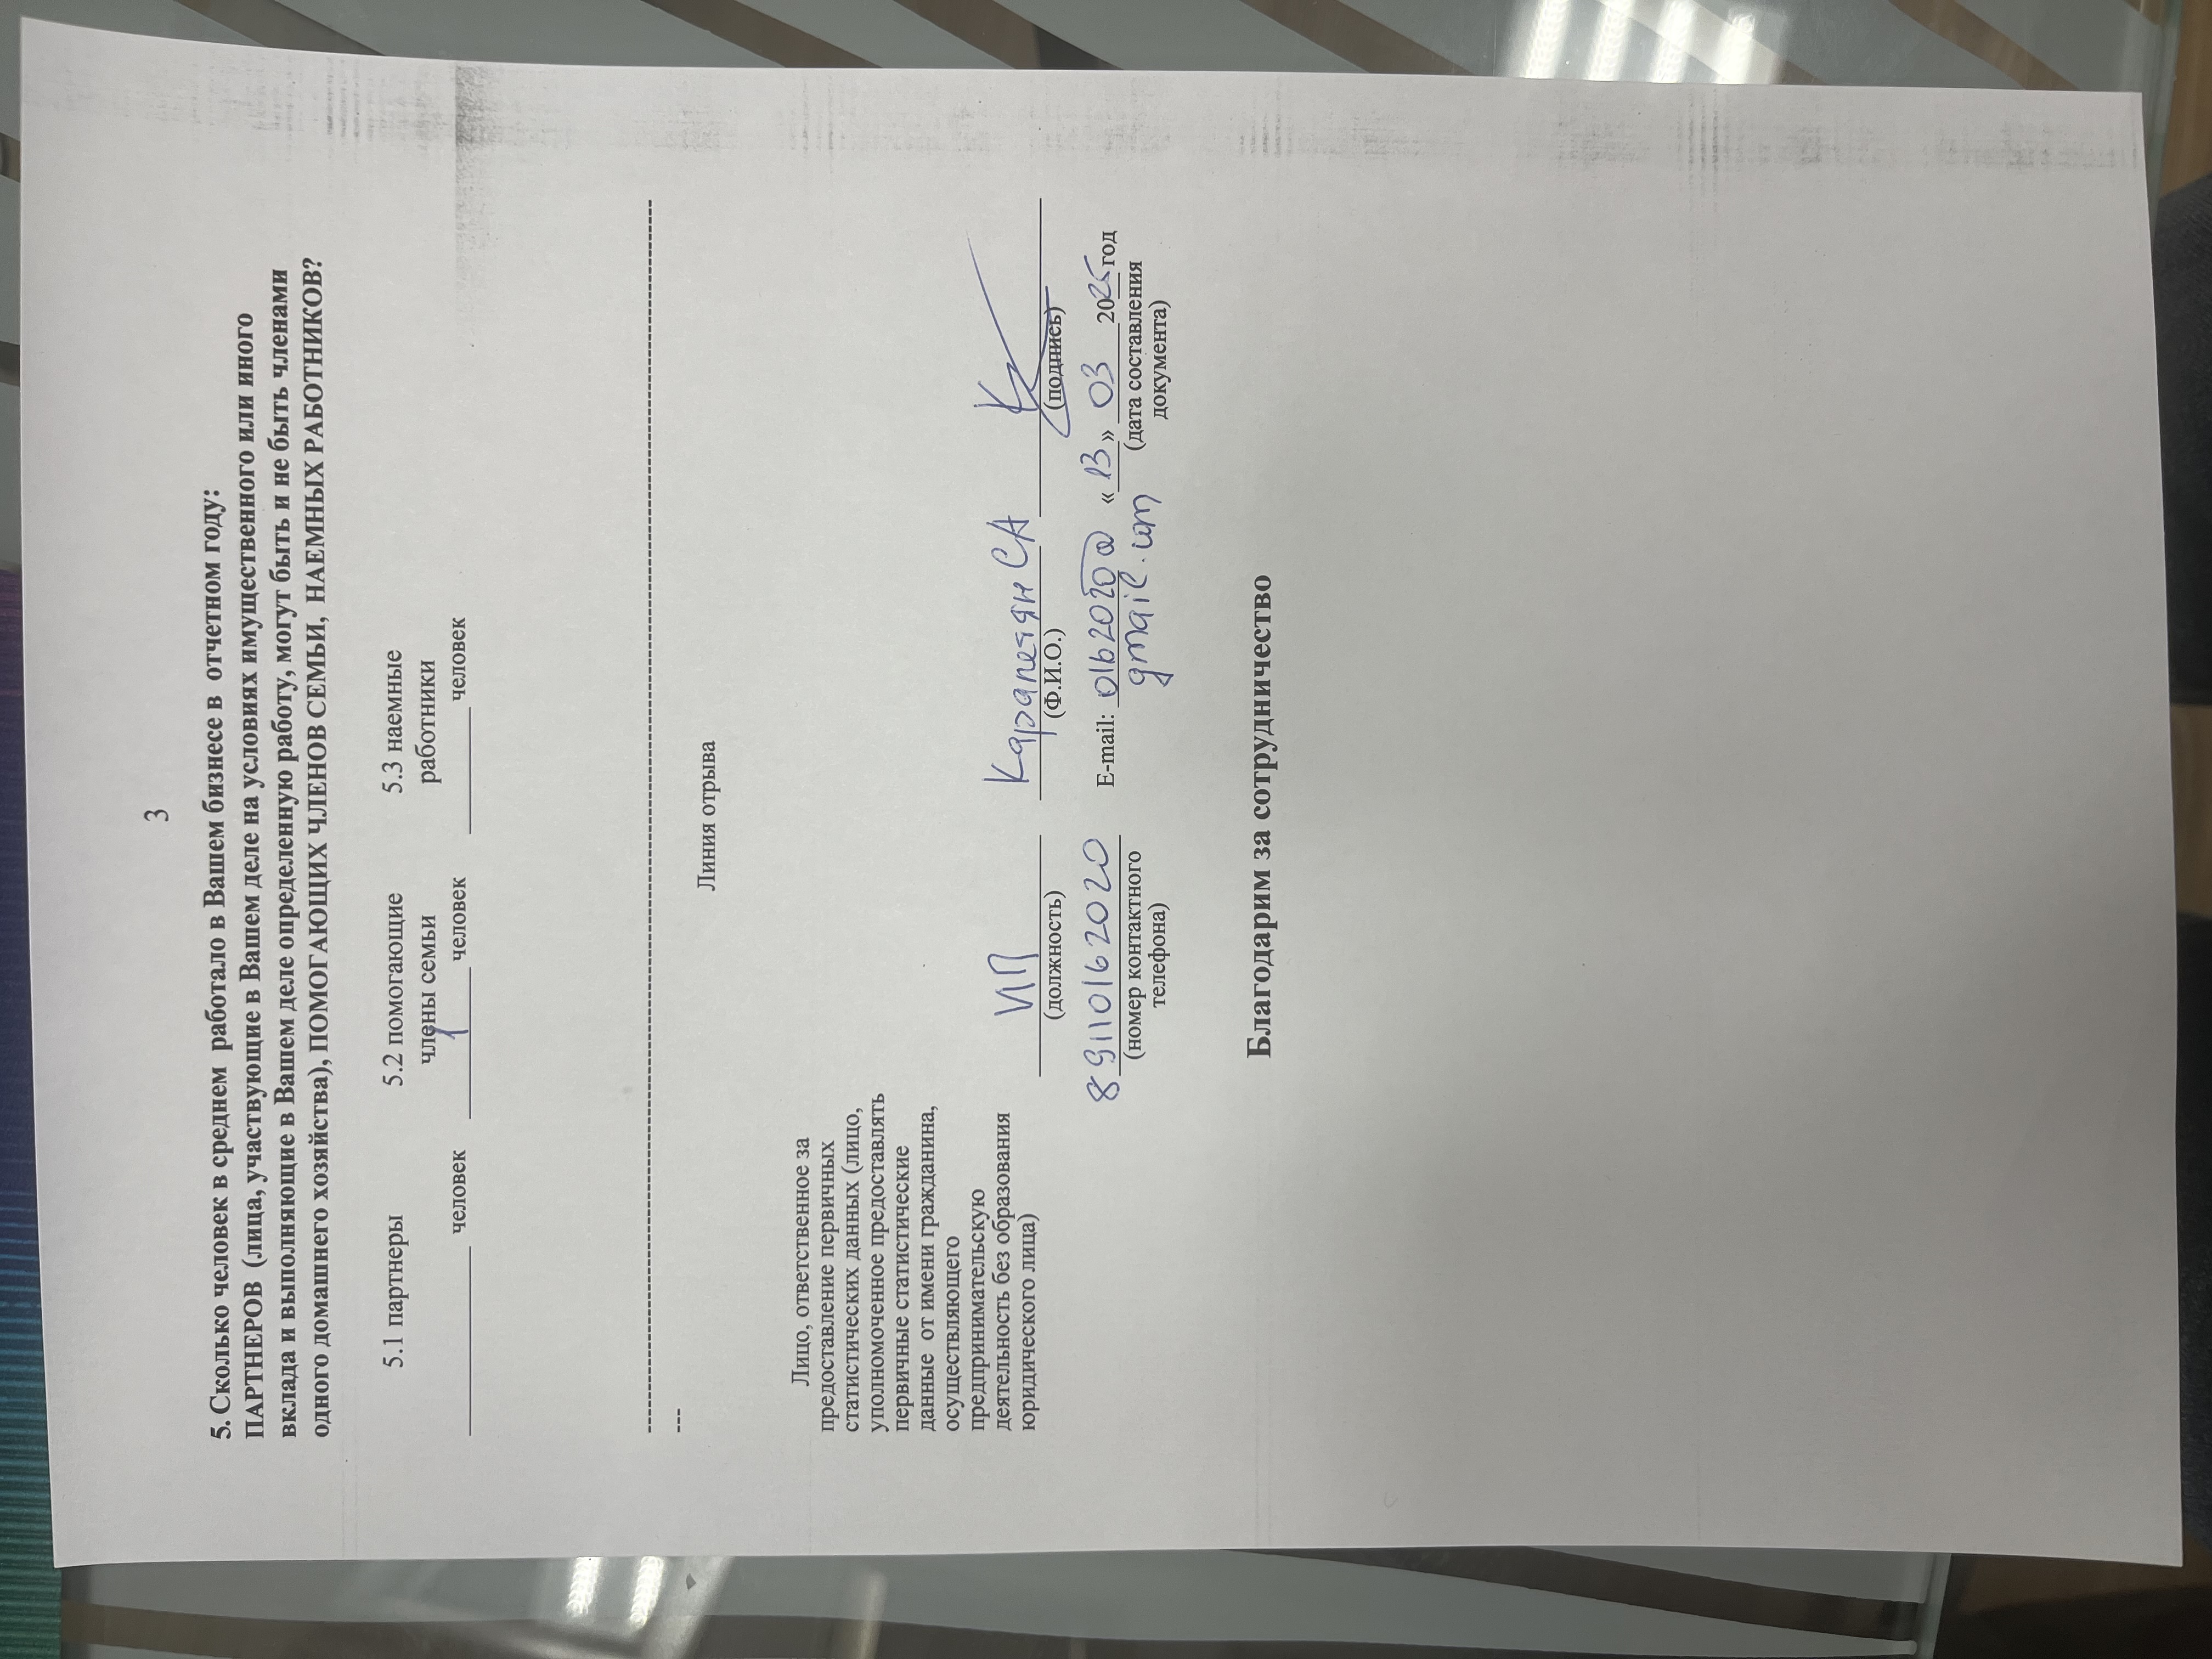 3
5. Сколько человек в среднем работало в Вашем бизнесе в отчетном году:
ПАРТНЕРОВ (лица, участвующие в Вашем деле на условиях имущественного или иного
вклада и выполняющие в Вашем деле определенную работу, могут быть и не быть членами
одного домашнего хозяйства), ПОМОГАЮЩИХ ЧЛЕНОВ СЕМЬИ, НАЕМНЫХ РАБОТНИКОВ?
5.1 партнеры 5.2 помогающие 5.3 наемные
члены семьи работники
____ человек 1 человек ____ человек
---
Линия отрыва
Лицо, ответственное за
предоставление первичных
статистических данных (лицо,
уполномоченное предоставлять
первичные статистические
данные от имени гражданина,
осуществляющего
предпринимательскую
деятельность без образования
юридического лица) ИП Карапетян СА
(должность) (Ф.И.О.) (подпись)
89110162020 E-mail: 0162020@ «13» 03 2025 год
(номер контактного gmail.com (дата составления
телефона) документа)
Благодарим за сотрудничество